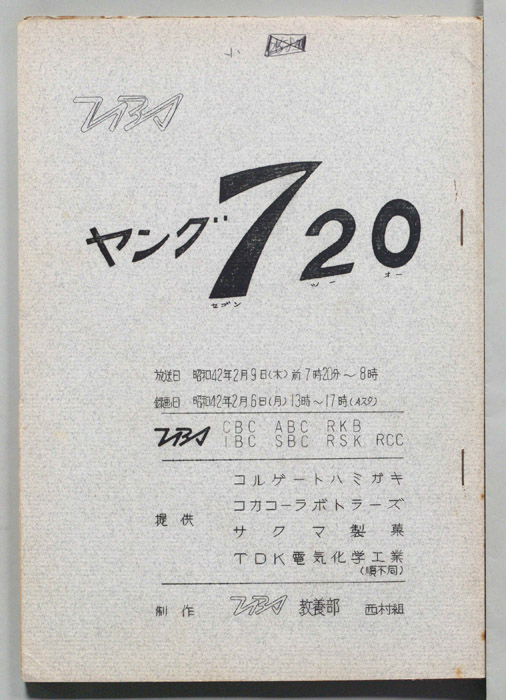 小
TBS
ヤング720
セブン ツー オー
放送日 昭和42年2月9日(木)前7時20分～8時
録画日 昭和42年2月6日(月)13時～17時(Aスタ)
TBS CBC ABC RKB
IBC SBC RSK RCC
提供
コルゲートハミガキ
コカコーラボトラーズ
サクマ製菓
TDK電気化学工業
(順不同)
制作 TBS 教養部 西村組